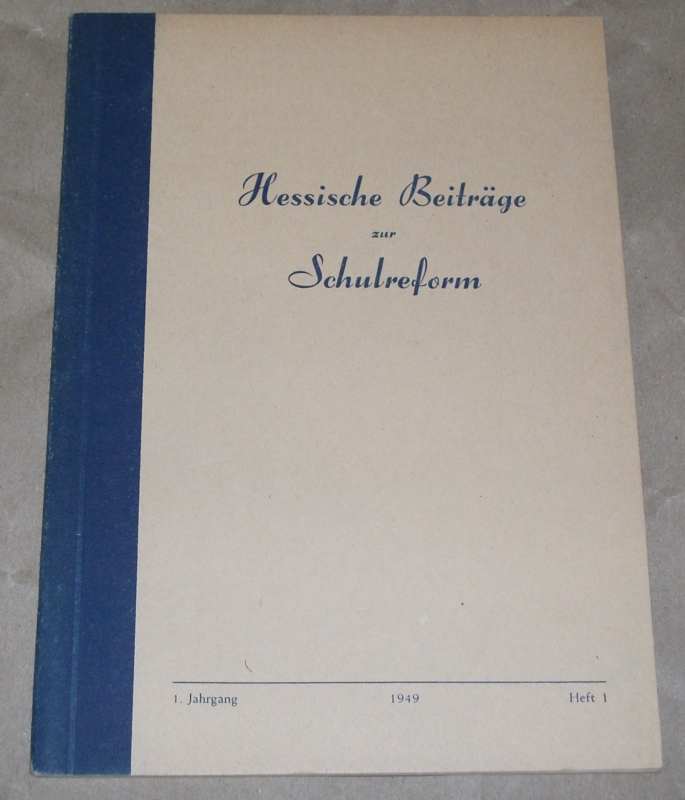 Hessische Beiträge
zur
Schulreform
1. Jahrgang 1949 Heft 1